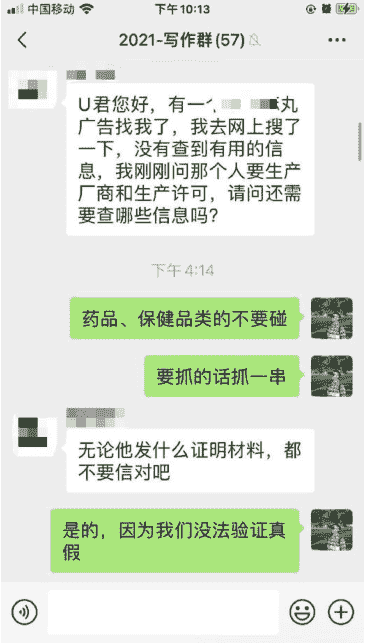 中国移动
下午10:13
2021-写作群(57)
U君您好，有一个
丸
广告找我了，我去网上搜了
一下，没有查到有用的信
息，我刚刚问那个人要生产
厂商和生产许可，请问还需
要查哪些信息吗？
下午 4:14
药品、保健品类的不要碰
要抓的话抓一串
无论他发什么证明材料，都
不要信对吧
是的，因为我们没法验证真
假